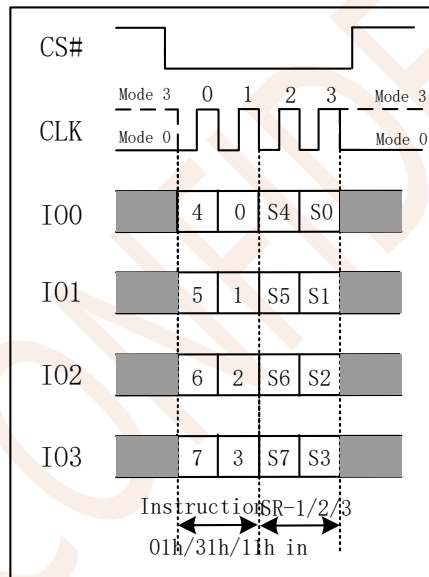 CS#
Mode 3 0 1 2 3 Mode 3
CLK
Mode 0 Mode 0
IO0 4 0 S4 S0
IO1 5 1 S5 S1
IO2 6 2 S6 S2
IO3 7 3 S7 S3
Instruction SR-1/2/3
01h/31h/11h in